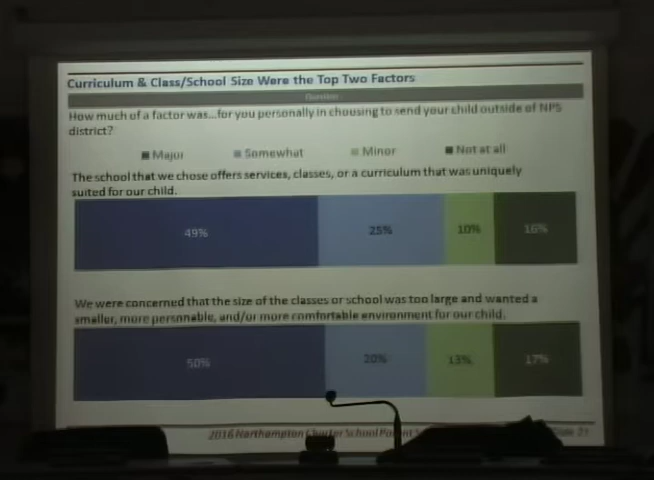 Curriculum & Class/School Size Were the Top Two Factors
Question
How much of a factor was...for you personally in choosing to send your child outside of NPS
district?
Major Somewhat Minor Not at all
The school that we chose offers services, classes, or a curriculum that was uniquely
suited for our child.
49% 25% 10% 16%
We were concerned that the size of the classes or school was too large and wanted a
smaller, more personable, and/or more comfortable environment for our child.
50% 20% 13% 17%
2016 Northampton Charter School Parent Slide 21